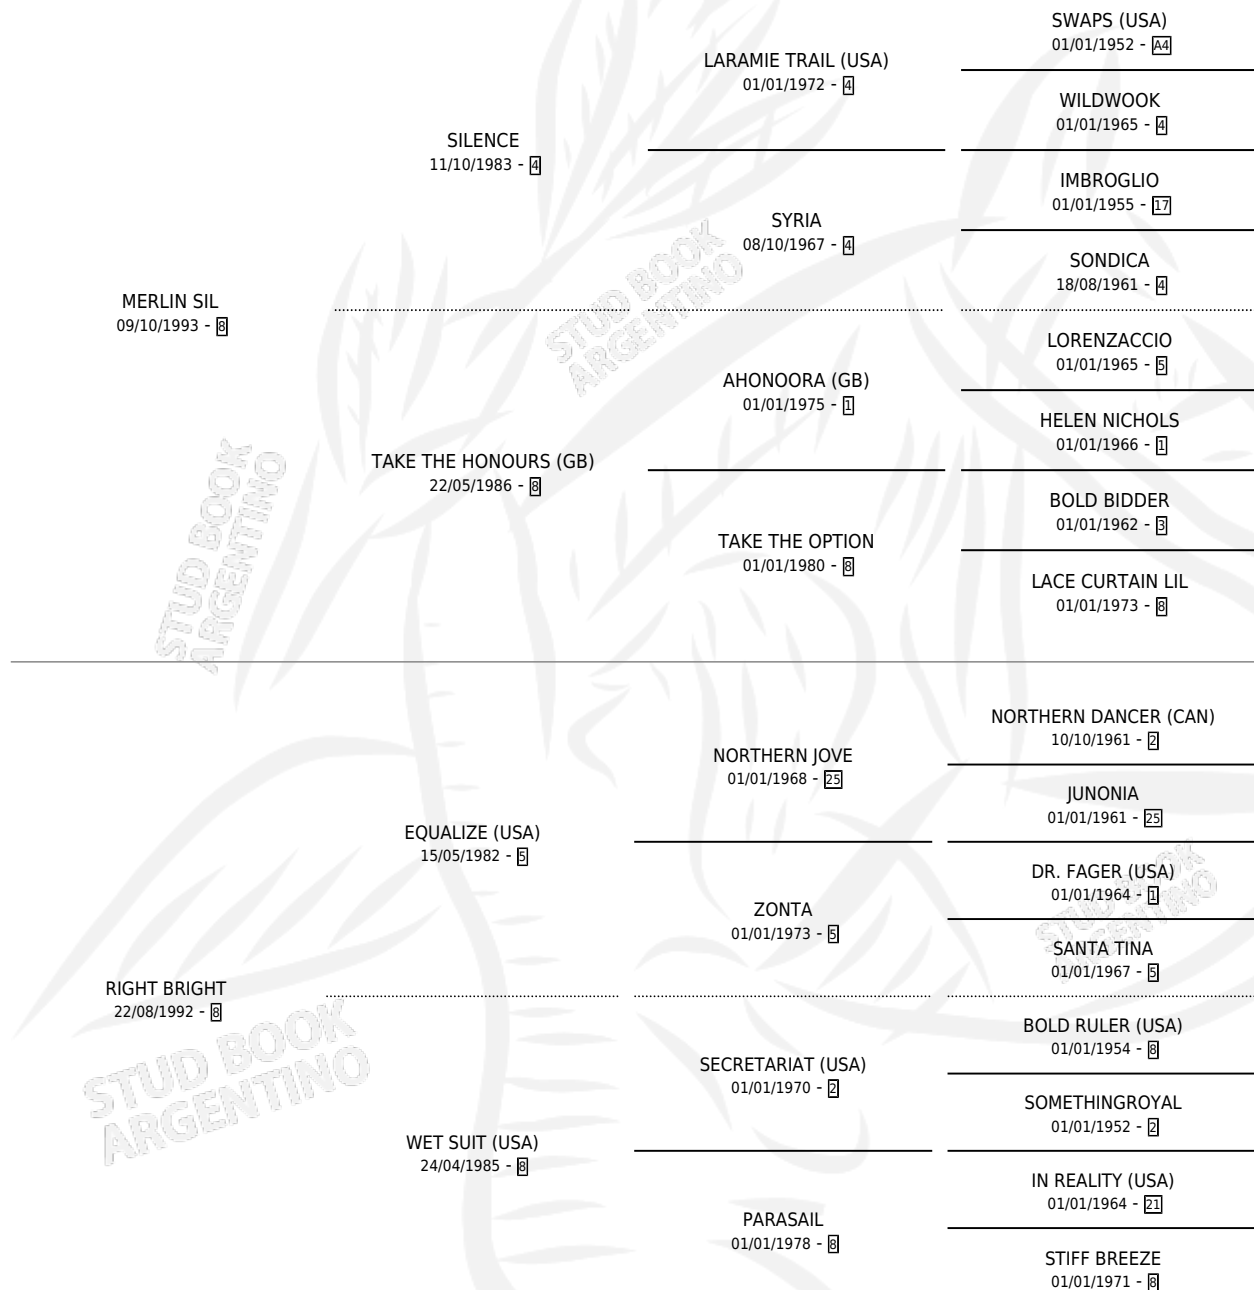 SWAPS (USA)
01/01/1952 - A4
LARAMIE TRAIL (USA)
01/01/1972 - 4
WILDWOOK
01/01/1965 - 4
SILENCE
11/10/1983 - 4
IMBROGLIO
01/01/1955 - 17
SYRIA
08/10/1967 - 4
SONDICA
18/08/1961 - 4
MERLIN SIL
09/10/1993 - 8
LORENZACCIO
01/01/1965 - 5
AHONOORA (GB)
01/01/1975 - 1
HELEN NICHOLS
01/01/1966 - 1
TAKE THE HONOURS (GB)
22/05/1986 - 8
BOLD BIDDER
01/01/1962 - 3
TAKE THE OPTION
01/01/1980 - 8
LACE CURTAIN LIL
01/01/1973 - 8
STUD BOOK
ARGENTINO
STUD BOOK
ARGENTINO
NORTHERN DANCER (CAN)
10/10/1961 - 2
NORTHERN JOVE
01/01/1968 - 25
JUNONIA
01/01/1961 - 25
EQUALIZE (USA)
15/05/1982 - 5
DR. FAGER (USA)
01/01/1964 - 1
ZONTA
01/01/1973 - 5
SANTA TINA
01/01/1967 - 5
STUD BOOK
ARGENTINO
RIGHT BRIGHT
22/08/1992 - 8
BOLD RULER (USA)
01/01/1954 - 8
SECRETARIAT (USA)
01/01/1970 - 2
SOMETHINGROYAL
01/01/1952 - 2
WET SUIT (USA)
24/04/1985 - 8
IN REALITY (USA)
01/01/1964 - 21
PARASAIL
01/01/1978 - 8
STIFF BREEZE
01/01/1971 - 8
STUD BOOK
ARGENTINO